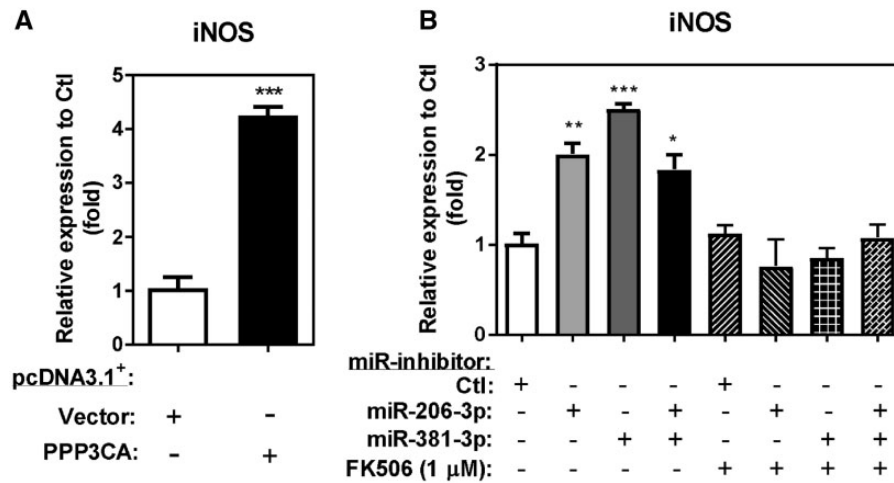 A
iNOS
Relative expression to Ctl
(fold)
5
4
3
2
1
0
***
pcDNA3.1⁺:
Vector: + -
PPP3CA: - +
B
iNOS
Relative expression to Ctl
(fold)
3
2
1
0
** *** *
miR-inhibitor:
Ctl: + - - - + - - -
miR-206-3p: - + - + - + - +
miR-381-3p: - - + + - - + +
FK506 (1 μM): - - - - + + + +